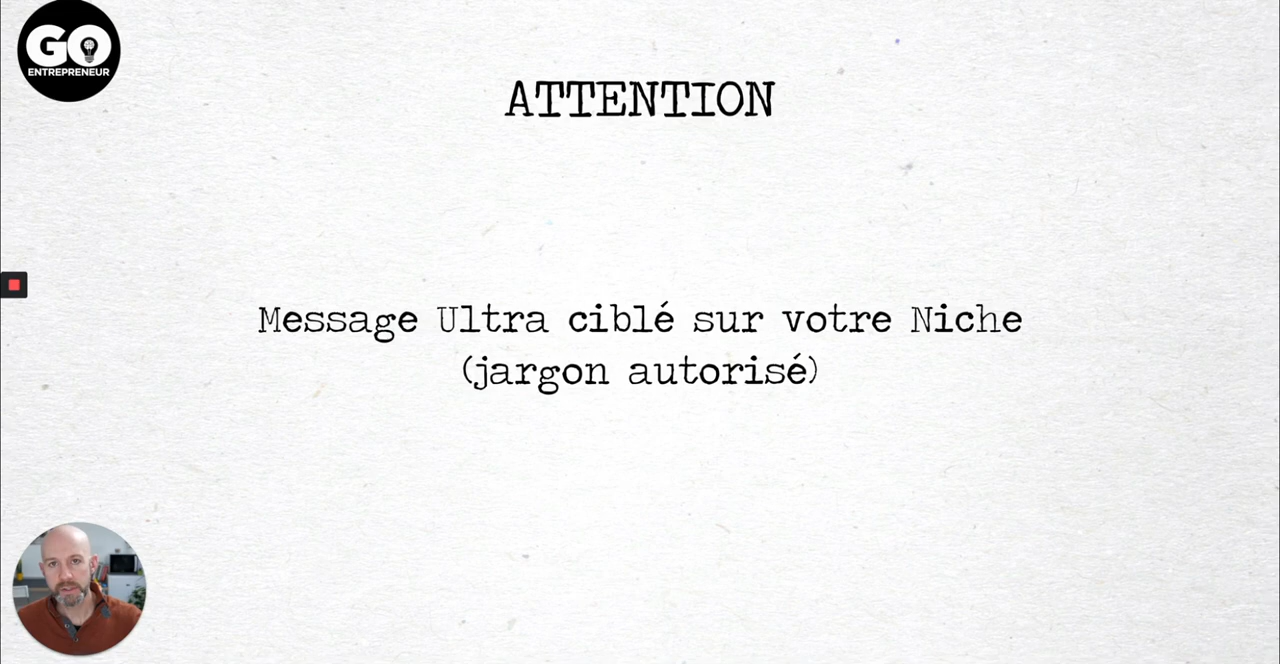 GO
ENTREPRENEUR
ATTENTION
Message Ultra ciblé sur votre Niche
(jargon autorisé)